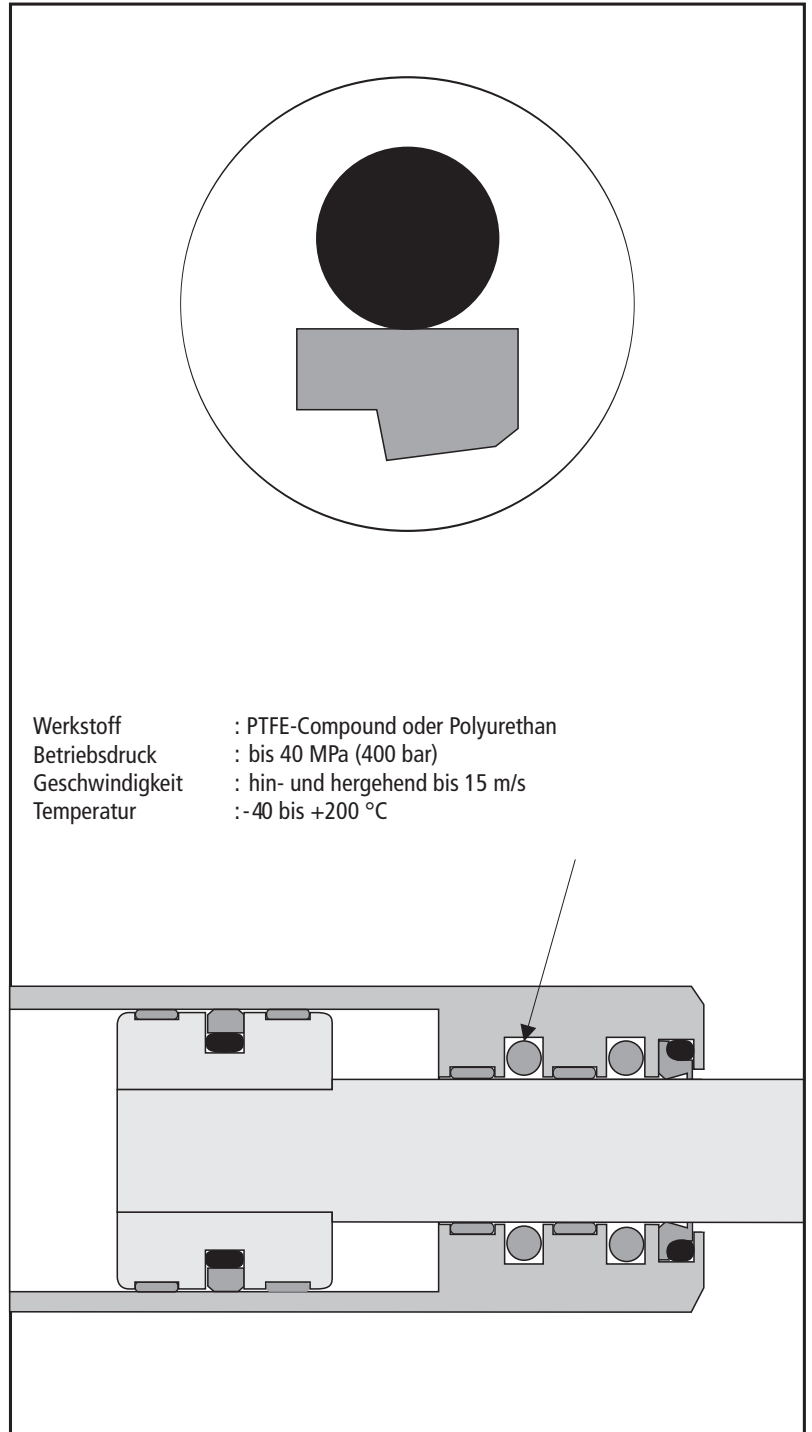 Werkstoff : PTFE-Compound oder Polyurethan
Betriebsdruck : bis 40 MPa (400 bar)
Geschwindigkeit : hin- und hergehend bis 15 m/s
Temperatur :-40 bis +200 °C